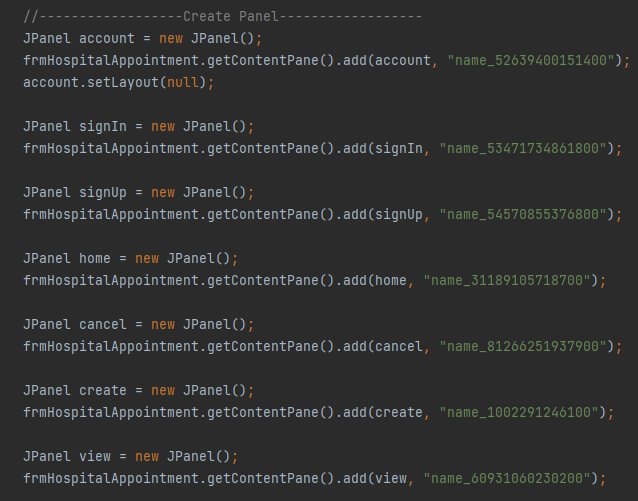 //------------------Create Panel------------------
JPanel account = new JPanel();
frmHospitalAppointment.getContentPane().add(account, "name_52639400151400");
account.setLayout(null);
JPanel signIn = new JPanel();
frmHospitalAppointment.getContentPane().add(signIn, "name_53471734861800");
JPanel signUp = new JPanel();
frmHospitalAppointment.getContentPane().add(signUp, "name_54570855376800");
JPanel home = new JPanel();
frmHospitalAppointment.getContentPane().add(home, "name_31189105718700");
JPanel cancel = new JPanel();
frmHospitalAppointment.getContentPane().add(cancel, "name_81266251937900");
JPanel create = new JPanel();
frmHospitalAppointment.getContentPane().add(create, "name_1002291246100");
JPanel view = new JPanel();
frmHospitalAppointment.getContentPane().add(view, "name_60931060230200");